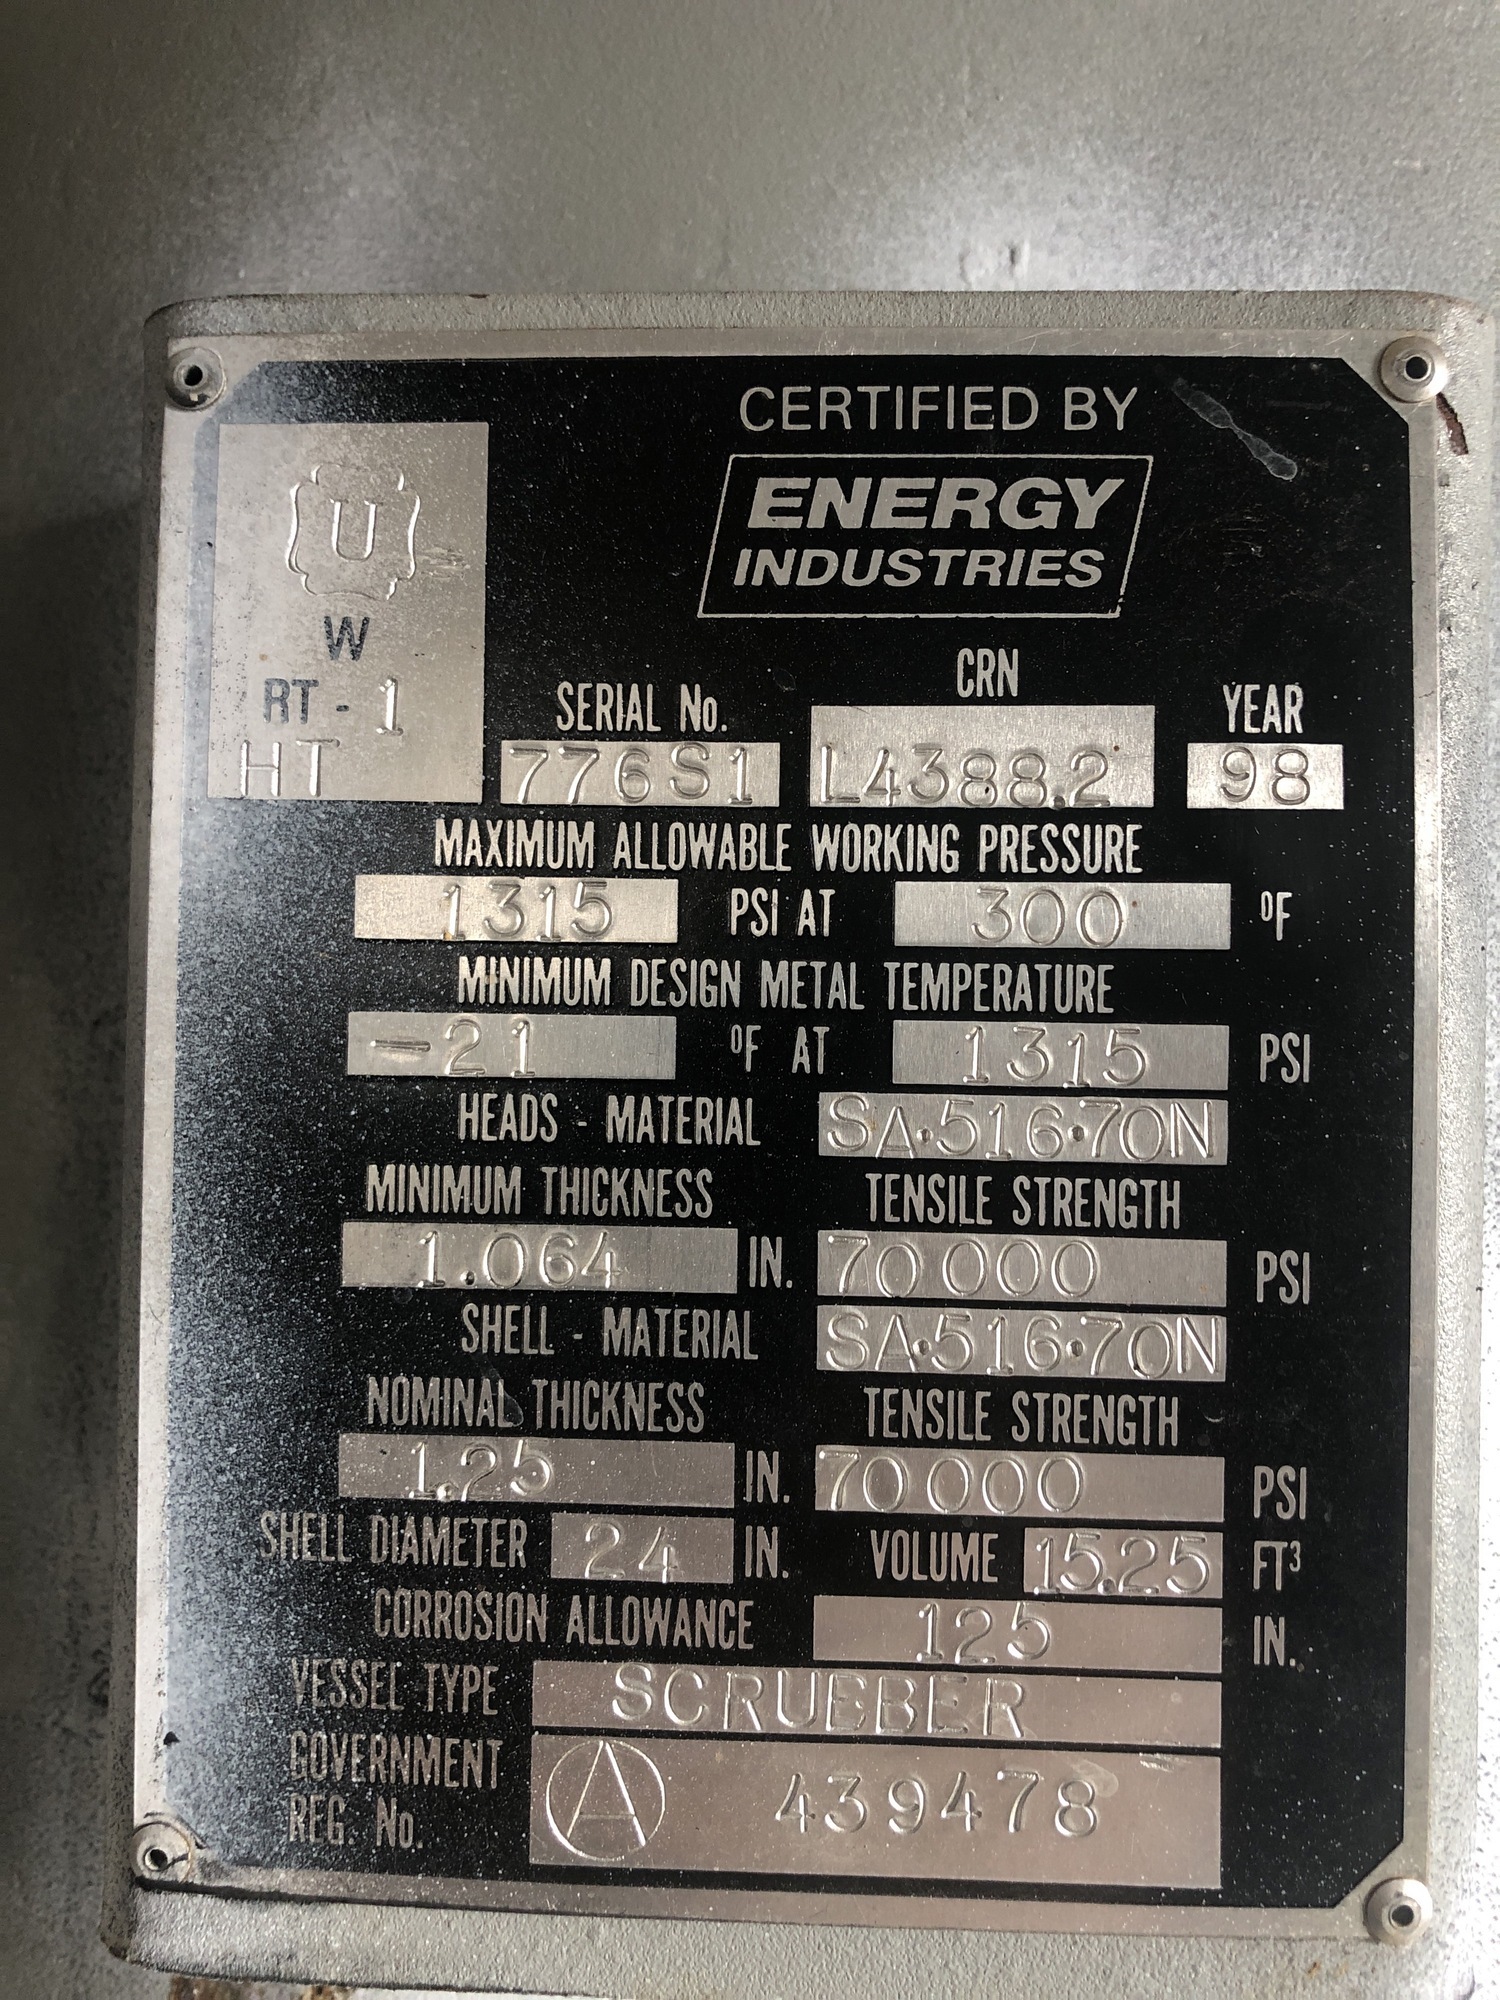 CERTIFIED BY
ENERGY
INDUSTRIES
U
W
RT - 1
HT
SERIAL No. CRN YEAR
776S1 L4388.2 98
MAXIMUM ALLOWABLE WORKING PRESSURE
1315 PSI AT 300 ºF
MINIMUM DESIGN METAL TEMPERATURE
-21 ºF AT 1315 PSI
HEADS - MATERIAL SA·516·70N
MINIMUM THICKNESS TENSILE STRENGTH
1.064 IN. 70000 PSI
SHELL - MATERIAL SA·516·70N
NOMINAL THICKNESS TENSILE STRENGTH
1.25 IN. 70000 PSI
SHELL DIAMETER 24 IN. VOLUME 15.25 FT³
CORROSION ALLOWANCE 125 IN.
VESSEL TYPE SCRUBBER
GOVERNMENT
REG. No. A 439478